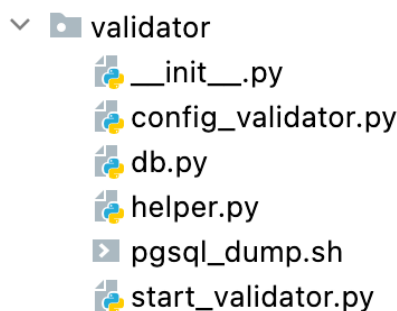 validator
__init__.py
config_validator.py
db.py
helper.py
pgsql_dump.sh
start_validator.py